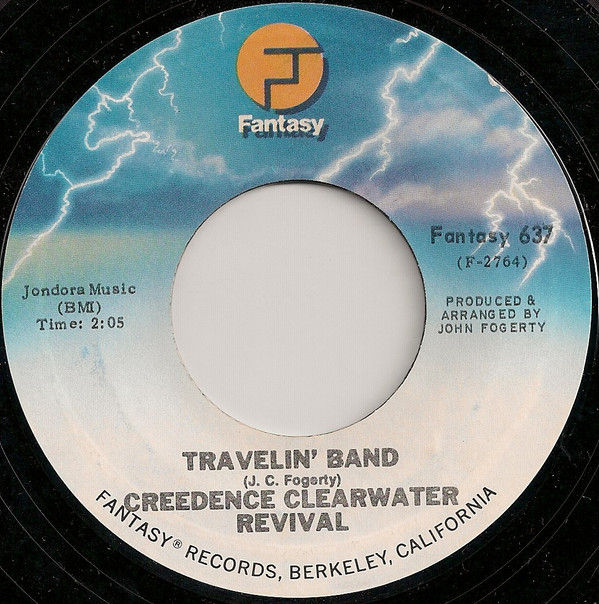 Fantasy
Fantasy 637
(F-2764)
Jondora Music
(BMI)
Time: 2:05
PRODUCED &
ARRANGED BY
JOHN FOGERTY
TRAVELIN' BAND
(J. C. Fogerty)
CREEDENCE CLEARWATER
REVIVAL
FANTASY® RECORDS, BERKELEY, CALIFORNIA